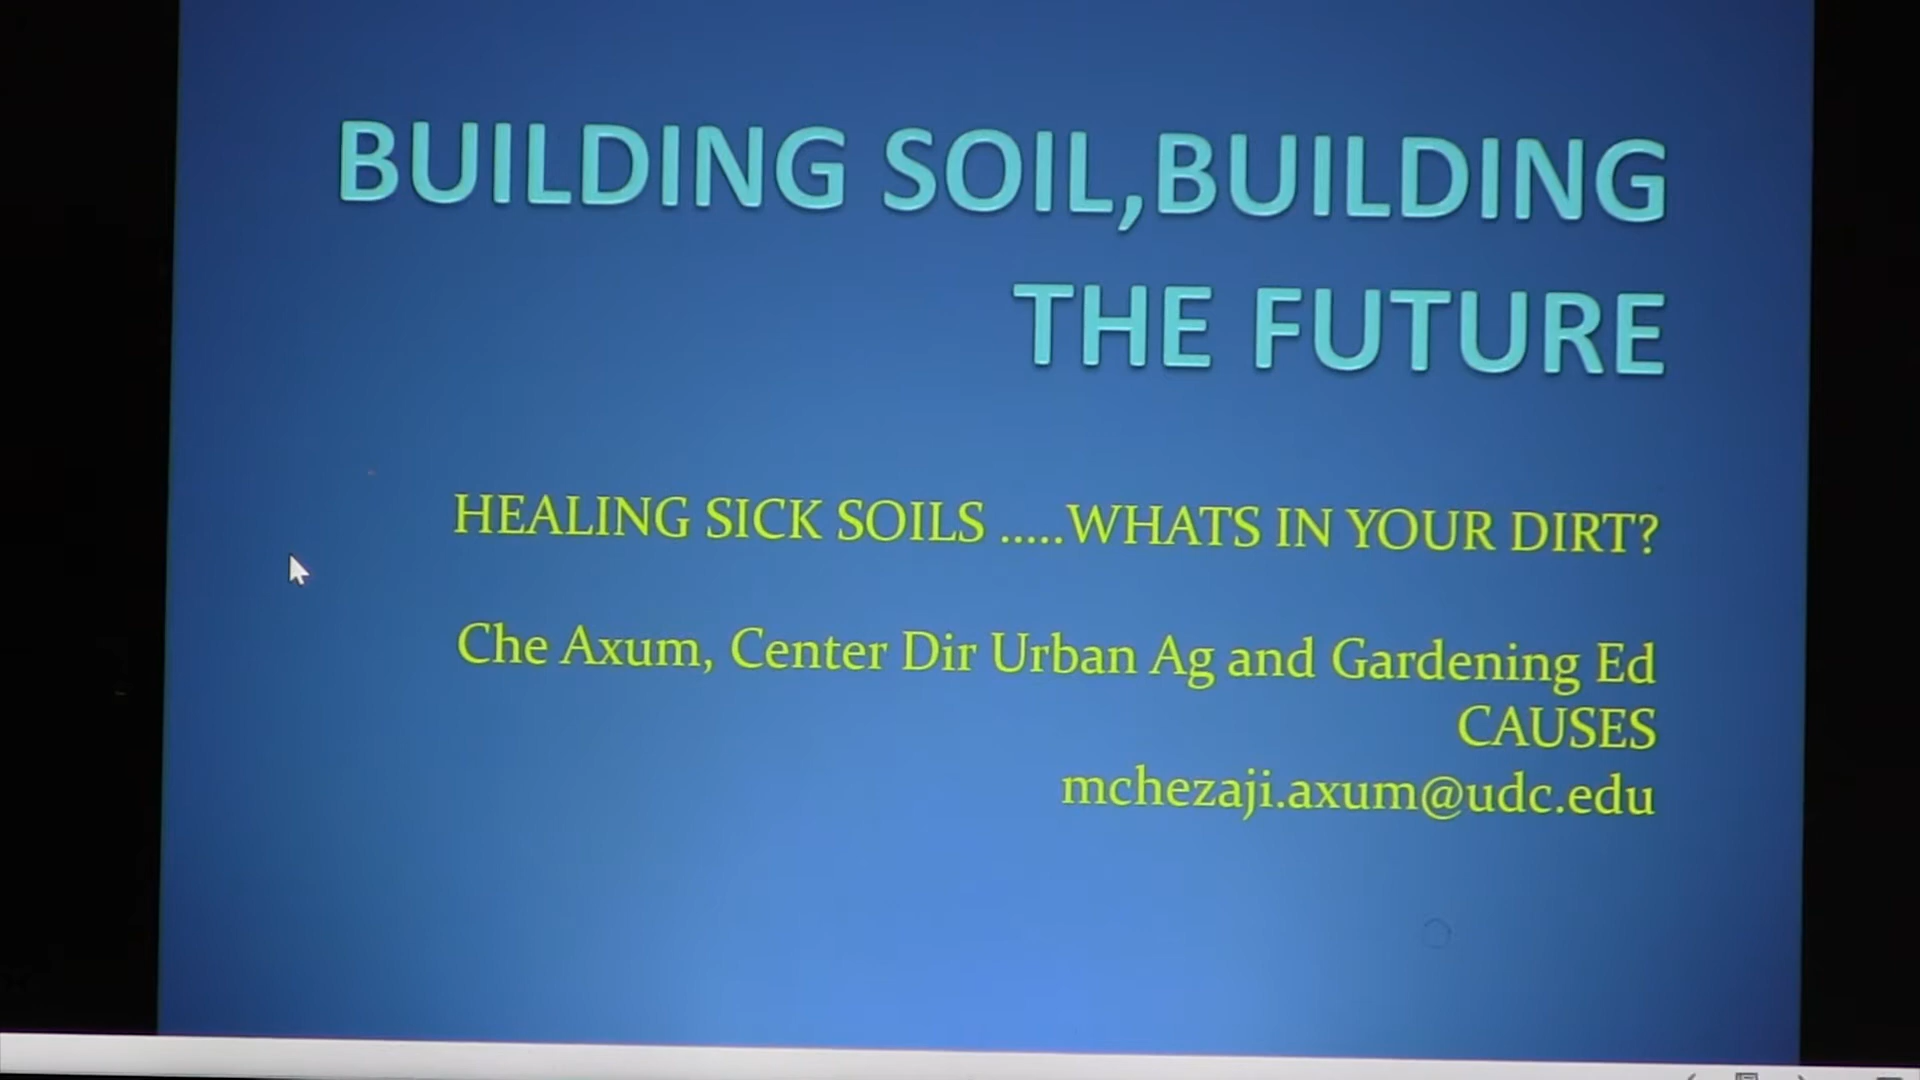 BUILDING SOIL,BUILDING
THE FUTURE
HEALING SICK SOILS .....WHATS IN YOUR DIRT?
Che Axum, Center Dir Urban Ag and Gardening Ed
CAUSES
mchezaji.axum@udc.edu